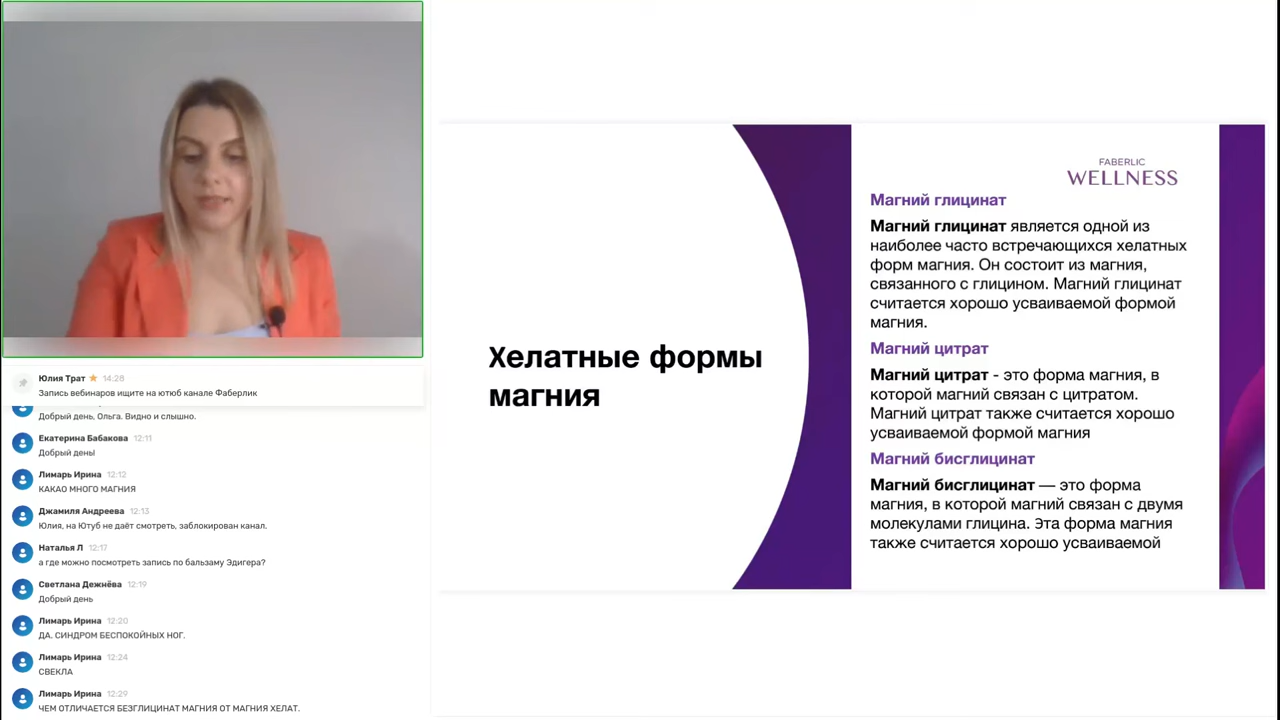 Юлия Трат 14:28
Запись вебинаров ищите на ютюб канале Фаберлик
Добрый день, Ольга. Видно и слышно.
Екатерина Бабакова 12:11
Добрый день!
Лимарь Ирина 12:12
КАКАО МНОГО МАГНИЯ
Джамиля Андреева 12:13
Юлия, на Ютуб не даёт смотреть, заблокирован канал.
Наталья Л 12:17
а где можно посмотреть запись по бальзаму Эдигера?
Светлана Дежнёва 12:19
Добрый день
Лимарь Ирина 12:20
ДА. СИНДРОМ БЕСПОКОЙНЫХ НОГ.
Лимарь Ирина 12:24
СВЕКЛА
Лимарь Ирина 12:29
ЧЕМ ОТЛИЧАЕТСЯ БЕЗГЛИЦИНАТ МАГНИЯ ОТ МАГНИЯ ХЕЛАТ.
Хелатные формы
магния
FABERLIC
WELLNESS
Магний глицинат
Магний глицинат является одной из
наиболее часто встречающихся хелатных
форм магния. Он состоит из магния,
связанного с глицином. Магний глицинат
считается хорошо усваиваемой формой
магния.
Магний цитрат
Магний цитрат - это форма магния, в
которой магний связан с цитратом.
Магний цитрат также считается хорошо
усваиваемой формой магния
Магний бисглицинат
Магний бисглицинат — это форма
магния, в которой магний связан с двумя
молекулами глицина. Эта форма магния
также считается хорошо усваиваемой